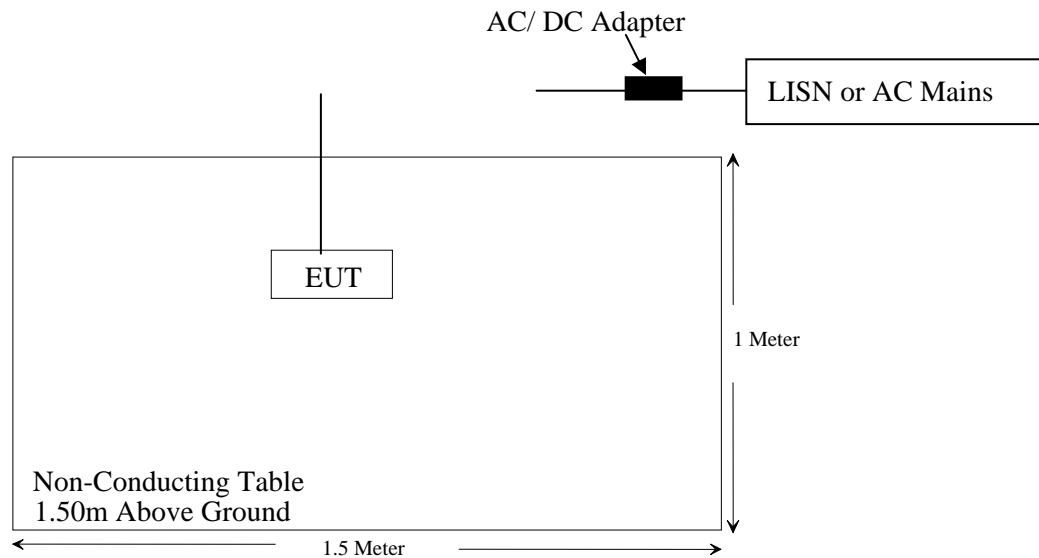 AC/ DC Adapter
LISN or AC Mains
EUT
1 Meter
Non-Conducting Table
1.50m Above Ground
1.5 Meter